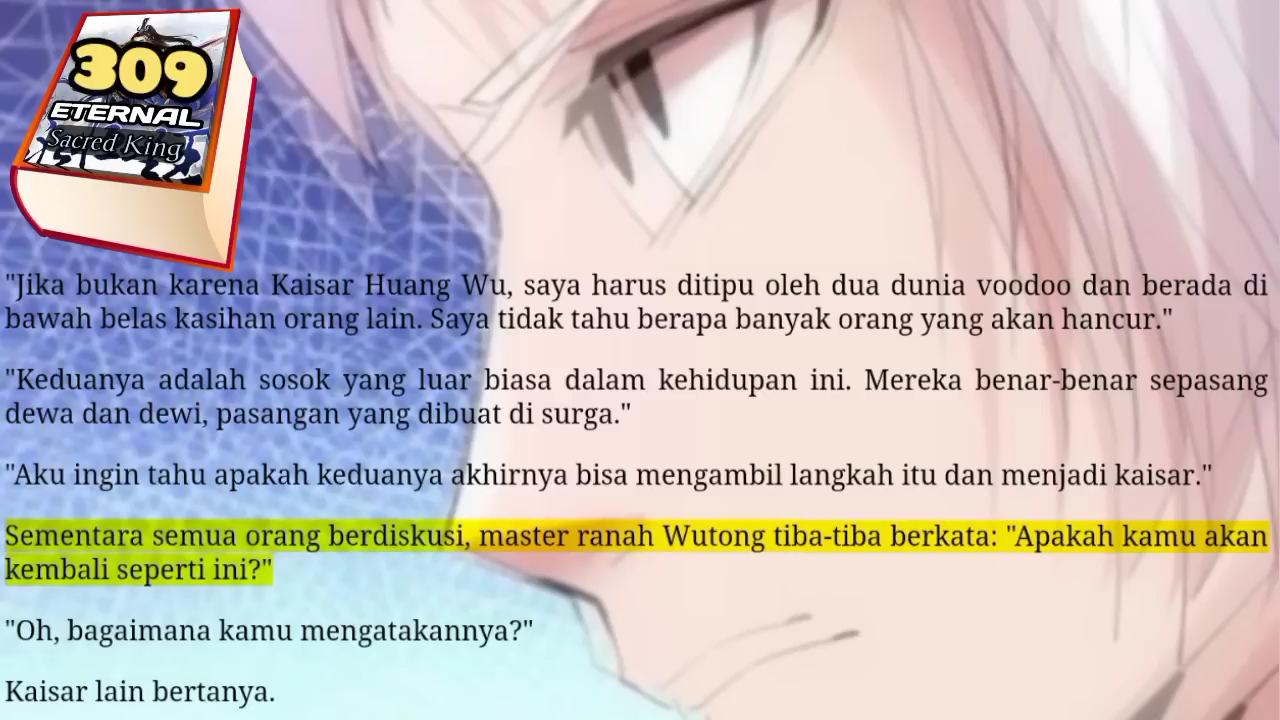 309
ETERNAL
Sacred King
"Jika bukan karena Kaisar Huang Wu, saya harus ditipu oleh dua dunia voodoo dan berada di
bawah belas kasihan orang lain. Saya tidak tahu berapa banyak orang yang akan hancur."
"Keduanya adalah sosok yang luar biasa dalam kehidupan ini. Mereka benar-benar sepasang
dewa dan dewi, pasangan yang dibuat di surga."
"Aku ingin tahu apakah keduanya akhirnya bisa mengambil langkah itu dan menjadi kaisar."
Sementara semua orang berdiskusi, master ranah Wutong tiba-tiba berkata: "Apakah kamu akan
kembali seperti ini?"
"Oh, bagaimana kamu mengatakannya?"
Kaisar lain bertanya.